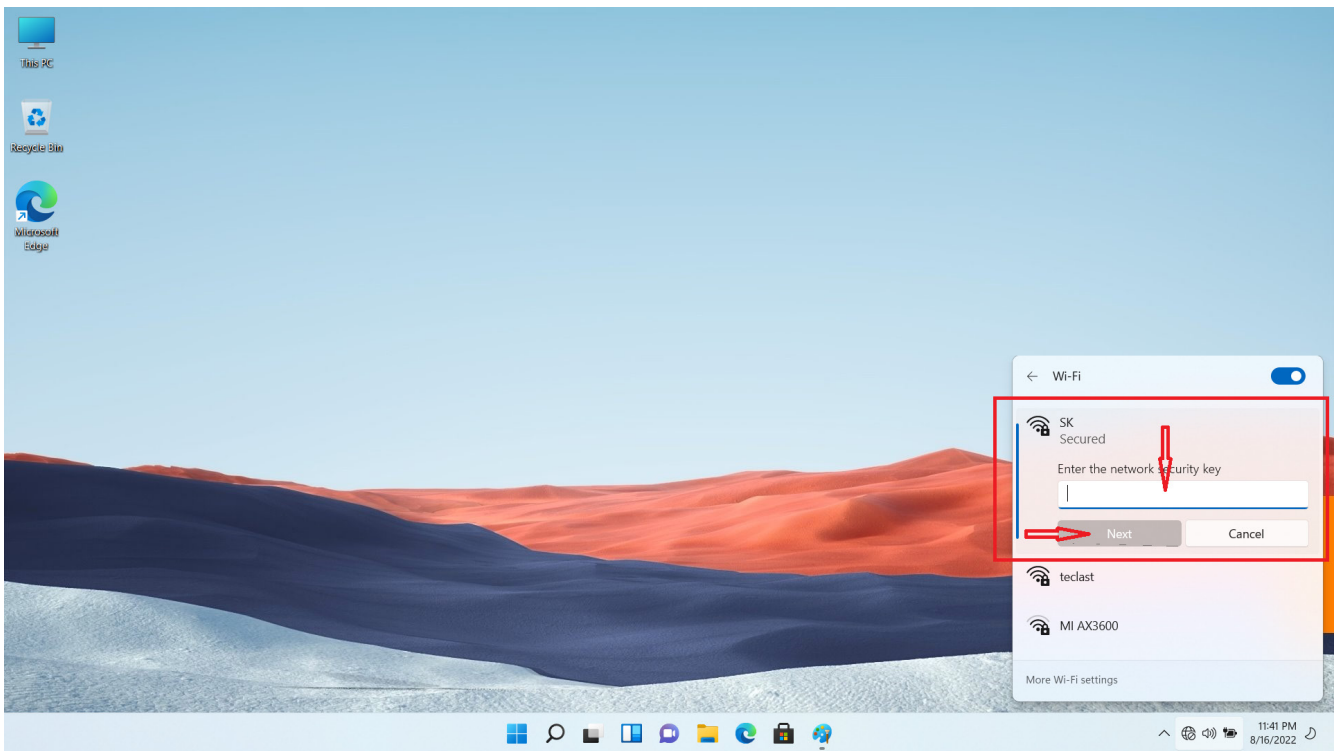 This PC
Recycle Bin
Microsoft
Edge
Wi-Fi
SK
Secured
Enter the network security key
Next
Cancel
teclast
MI AX3600
More Wi-Fi settings
11:41 PM
8/16/2022